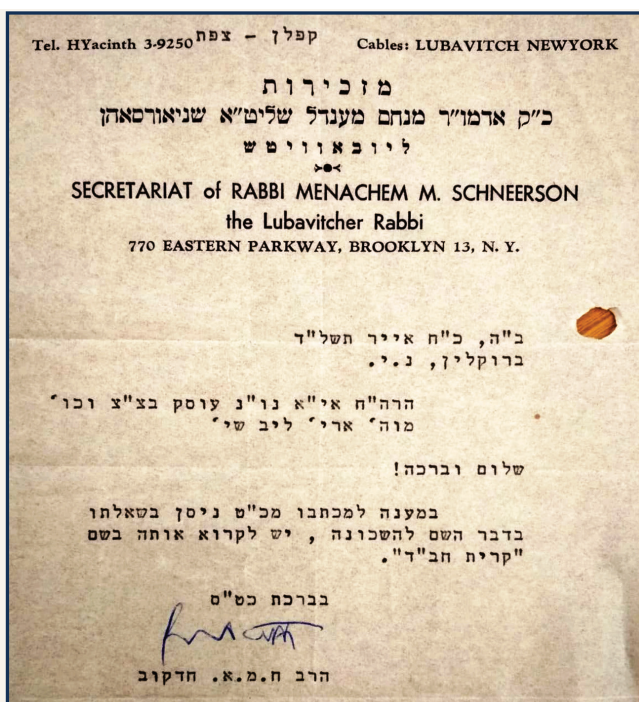 קפלן - צפת
Tel. HYacinth 3-9250 Cables: LUBAVITCH NEWYORK
מזכירות
כ"ק אדמו"ר מנחם מענדל שליט"א שניאורסאהן
ליובאוויטש
SECRETARIAT of RABBI MENACHEM M. SCHNEERSON
the Lubavitcher Rabbi
770 EASTERN PARKWAY, BROOKLYN 13, N. Y.
ב"ה, כ"ח אייר תשל"ד
ברוקלין, נ.י.
הרה"ח אי"א נו"נ עוסק בצ"צ וכו'
מוה' ארי' ליב שי'
שלום וברכה!
במענה למכתבו מכ"ט ניסן בשאלתו
בדבר השם להשכונה , יש לקרוא אותה בשם
"קרית חב"ד".
בברכת כט"ס
הרב ח.מ.א. חדקוב